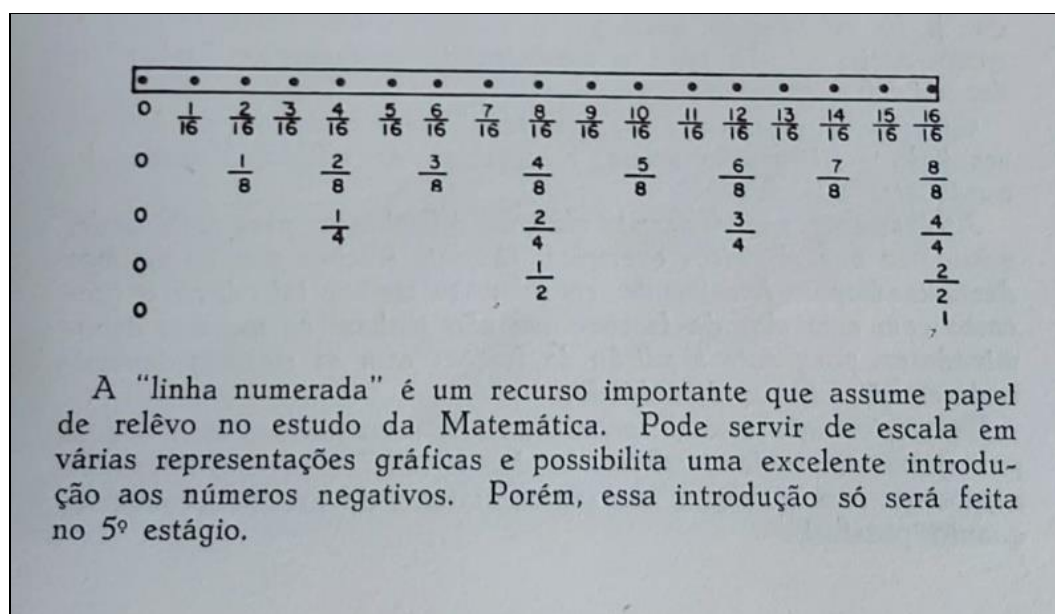 0 1/16 2/16 3/16 4/16 5/16 6/16 7/16 8/16 9/16 10/16 11/16 12/16 13/16 14/16 15/16 16/16
0 1/8 2/8 3/8 4/8 5/8 6/8 7/8 8/8
0 1/4 2/4 3/4 4/4
0 1/2 2/2
0 1
A “linha numerada” é um recurso importante que assume papel
de relêvo no estudo da Matemática. Pode servir de escala em
várias representações gráficas e possibilita uma excelente introdu-
ção aos números negativos. Porém, essa introdução só será feita
no 5º estágio.